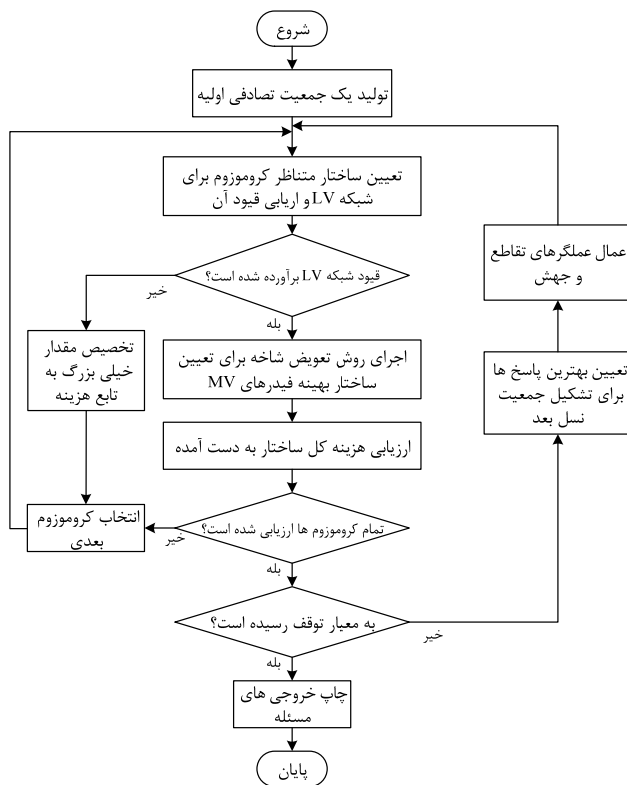 شروع
تولید یک جمعیت تصادفی اولیه
تعیین ساختار متناظر کروموزوم برای
شبکه LV و اریابی قیود آن
قیود شبکه LV برآورده شده است؟
خیر
بله
تخصیص مقدار
خیلی بزرگ به
تابع هزینه
اجرای روش تعویض شاخه برای تعیین
ساختار بهینه فیدرهای MV
ارزیابی هزینه کل ساختار به دست آمده
تمام کروموزوم ها ارزیابی شده است؟
خیر
بله
انتخاب کروموزوم
بعدی
به معیار توقف رسیده است؟
خیر
بله
تعیین بهترین پاسخ ها
برای تشکیل جمعیت
نسل بعد
عمال عملگرهای تقاطع
و جهش
چاپ خروجی های
مسئله
پایان